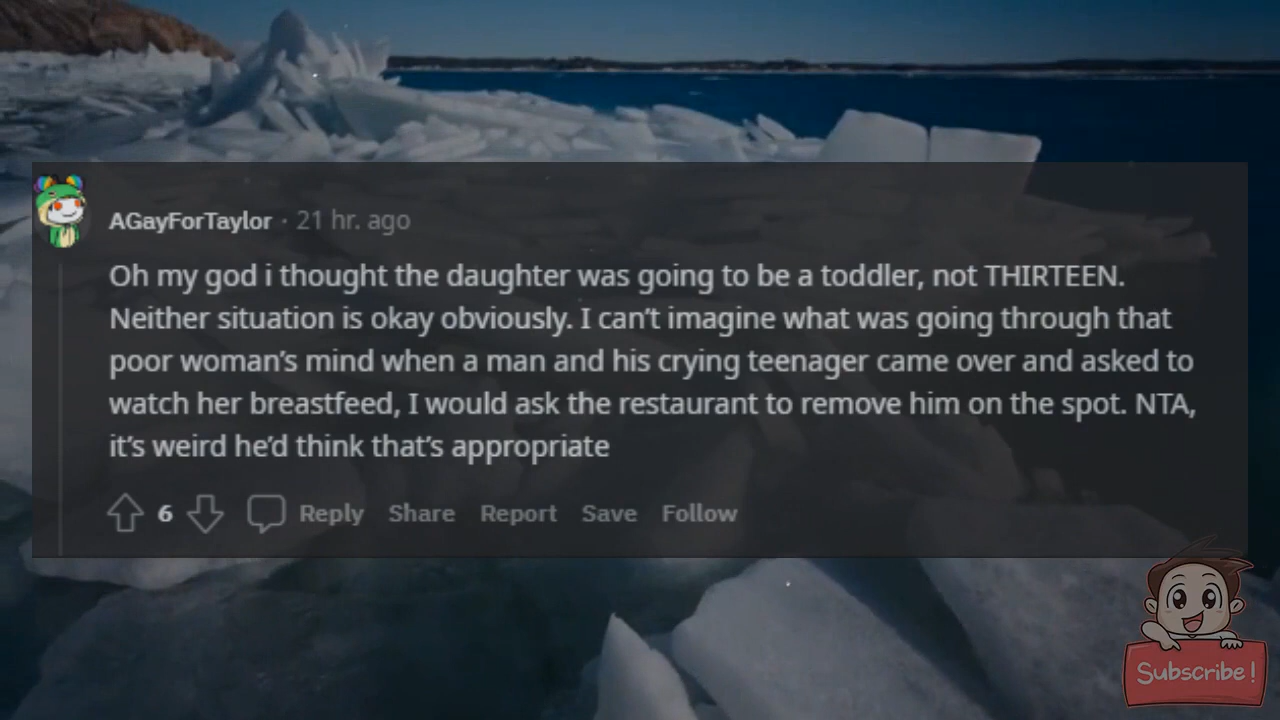 AGayForTaylor · 21 hr. ago
Oh my god i thought the daughter was going to be a toddler, not THIRTEEN.
Neither situation is okay obviously. I can't imagine what was going through that
poor woman's mind when a man and his crying teenager came over and asked to
watch her breastfeed, I would ask the restaurant to remove him on the spot. NTA,
it's weird he'd think that's appropriate
6 Reply Share Report Save Follow
Subscribe!